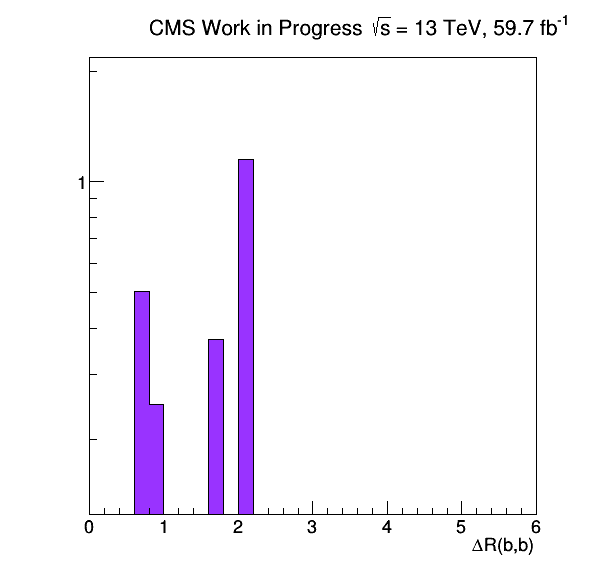 CMS Work in Progress √s = 13 TeV, 59.7 fb⁻¹
1
0 1 2 3 4 5 6
ΔR(b,b)